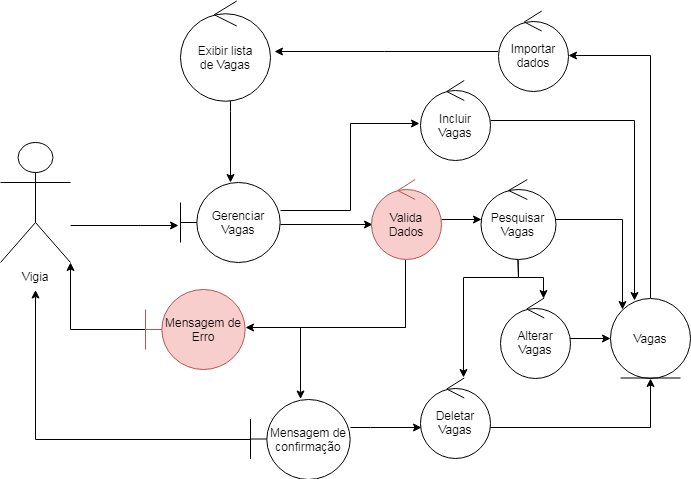 Exibir lista
de Vagas
Importar
dados
Incluir
Vagas
Gerenciar
Vagas
Valida
Dados
Pesquisar
Vagas
Vigia
Mensagem de
Erro
Alterar
Vagas
Vagas
Mensagem de
confirmação
Deletar
Vagas